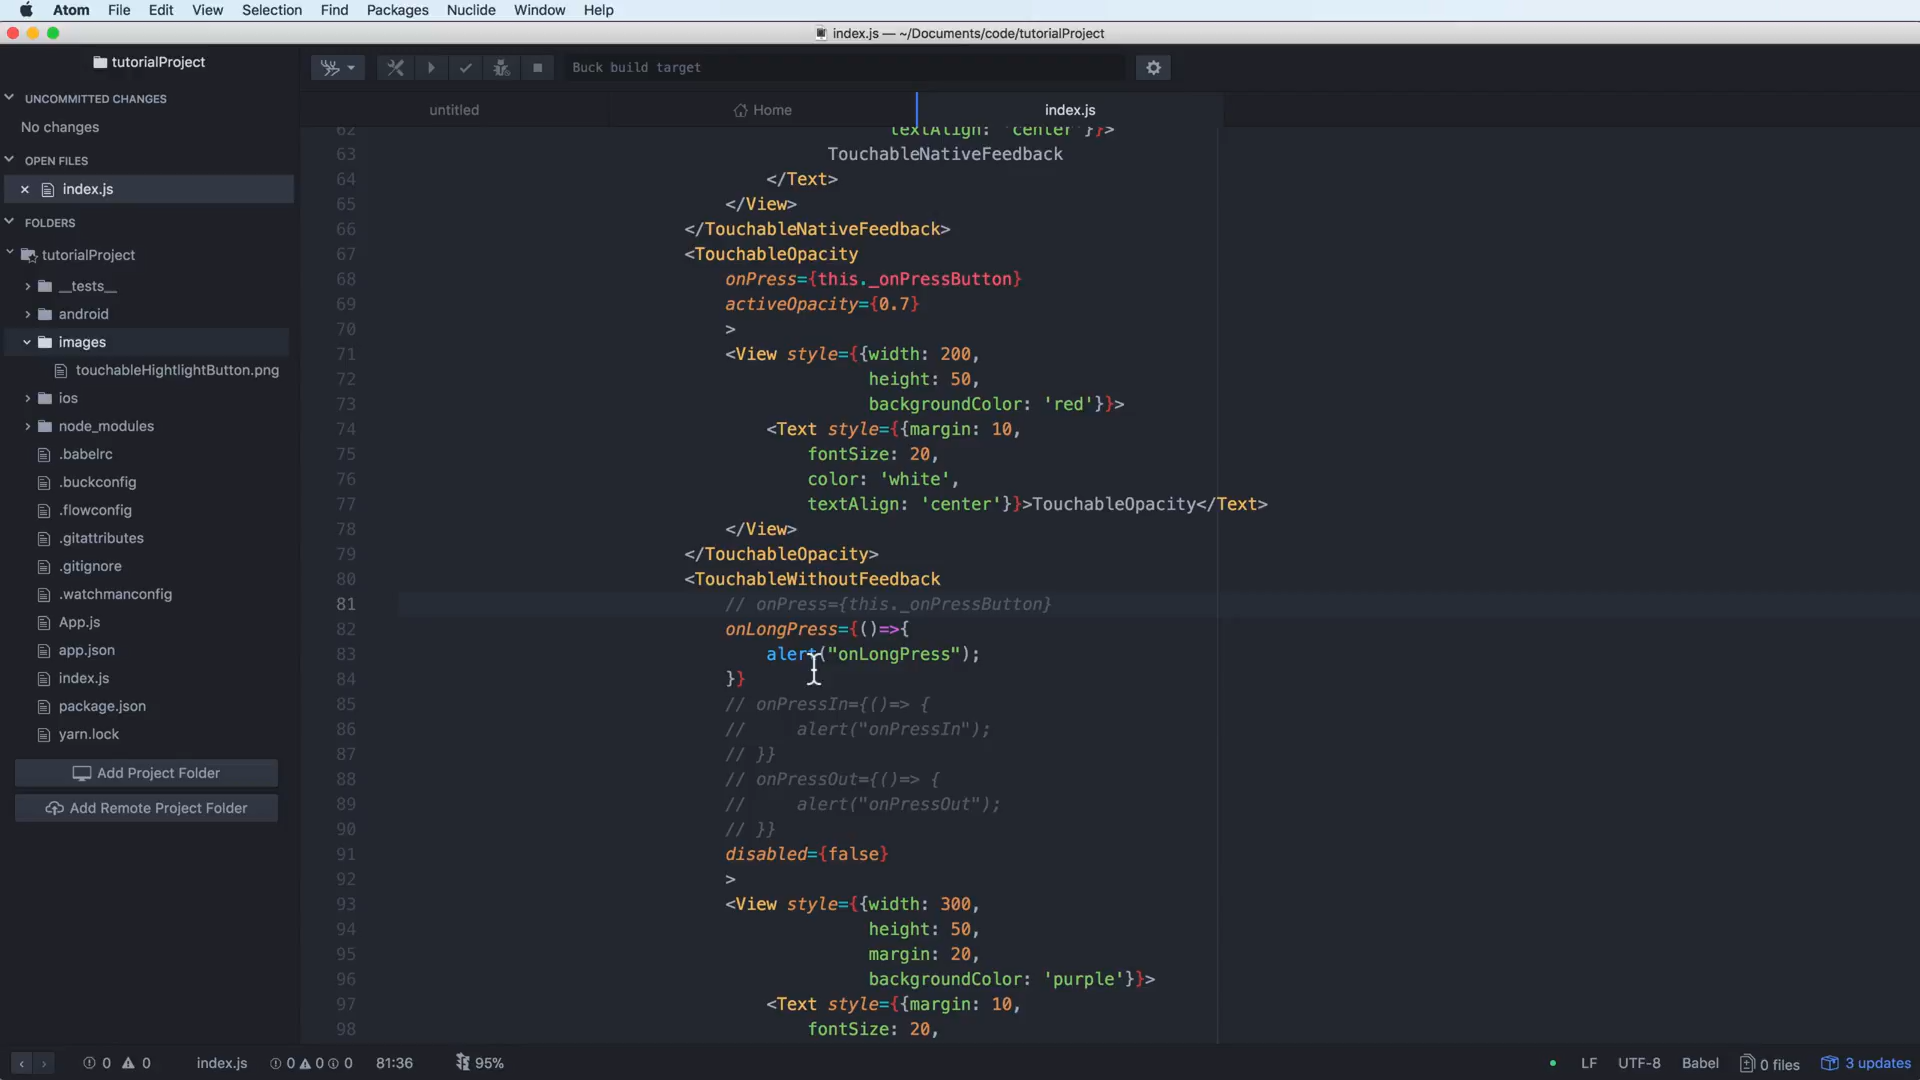 Atom File Edit View Selection Find Packages Nuclide Window Help
index.js — ~/Documents/code/tutorialProject
tutorialProject
Buck build target
UNCOMMITTED CHANGES
No changes
OPEN FILES
index.js
FOLDERS
tutorialProject
__tests__
android
images
touchableHightlightButton.png
ios
node_modules
.babelrc
.buckconfig
.flowconfig
.gitattributes
.gitignore
.watchmanconfig
App.js
app.json
index.js
package.json
yarn.lock
Add Project Folder
Add Remote Project Folder
untitled Home index.js
62 textAlign: 'center'}}>
63 TouchableNativeFeedback
64 </Text>
65 </View>
66 </TouchableNativeFeedback>
67 <TouchableOpacity
68 onPress={this._onPressButton}
69 activeOpacity={0.7}
70 >
71 <View style={{width: 200,
72 height: 50,
73 backgroundColor: 'red'}}>
74 <Text style={{margin: 10,
75 fontSize: 20,
76 color: 'white',
77 textAlign: 'center'}}>TouchableOpacity</Text>
78 </View>
79 </TouchableOpacity>
80 <TouchableWithoutFeedback
81 // onPress={this._onPressButton}
82 onLongPress={()=>{
83 alert("onLongPress");
84 }}
85 // onPressIn={()=> {
86 // alert("onPressIn");
87 // }}
88 // onPressOut={()=> {
89 // alert("onPressOut");
90 // }}
91 disabled={false}
92 >
93 <View style={{width: 300,
94 height: 50,
95 margin: 20,
96 backgroundColor: 'purple'}}>
97 <Text style={{margin: 10,
98 fontSize: 20,
0 0 index.js 0 0 0 81:36 95% LF UTF-8 Babel 0 files 3 updates